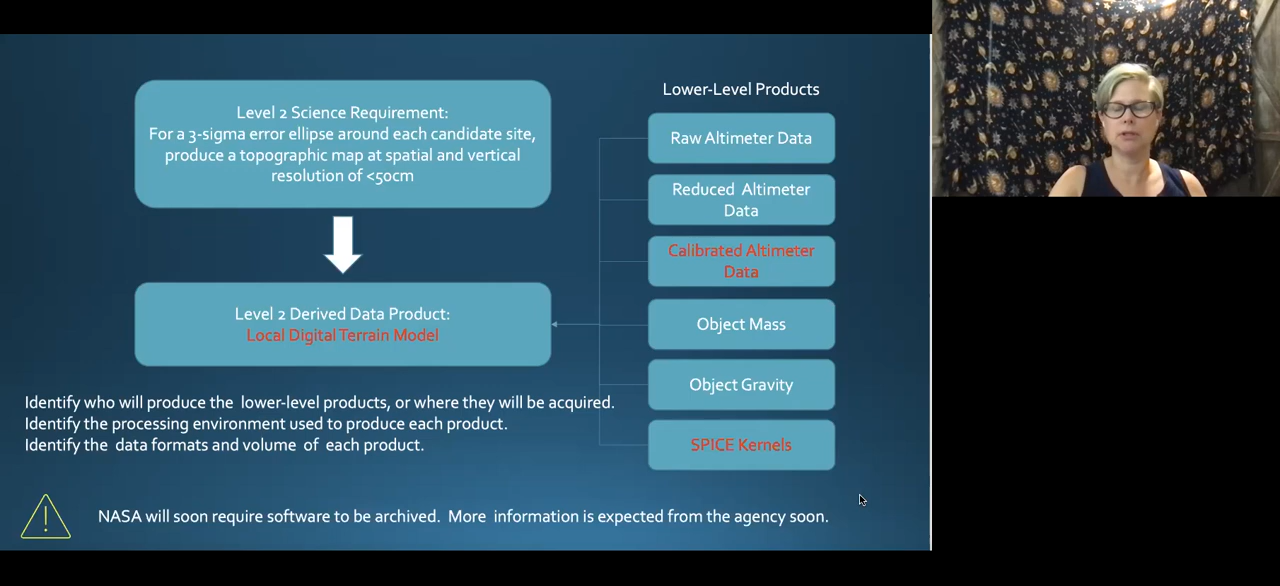 Level 2 Science Requirement:
For a 3-sigma error ellipse around each candidate site,
produce a topographic map at spatial and vertical
resolution of <50cm
Level 2 Derived Data Product:
Local Digital Terrain Model
Lower-Level Products
Raw Altimeter Data
Reduced Altimeter
Data
Calibrated Altimeter
Data
Object Mass
Object Gravity
SPICE Kernels
Identify who will produce the lower-level products, or where they will be acquired.
Identify the processing environment used to produce each product.
Identify the data formats and volume of each product.
NASA will soon require software to be archived. More information is expected from the agency soon.